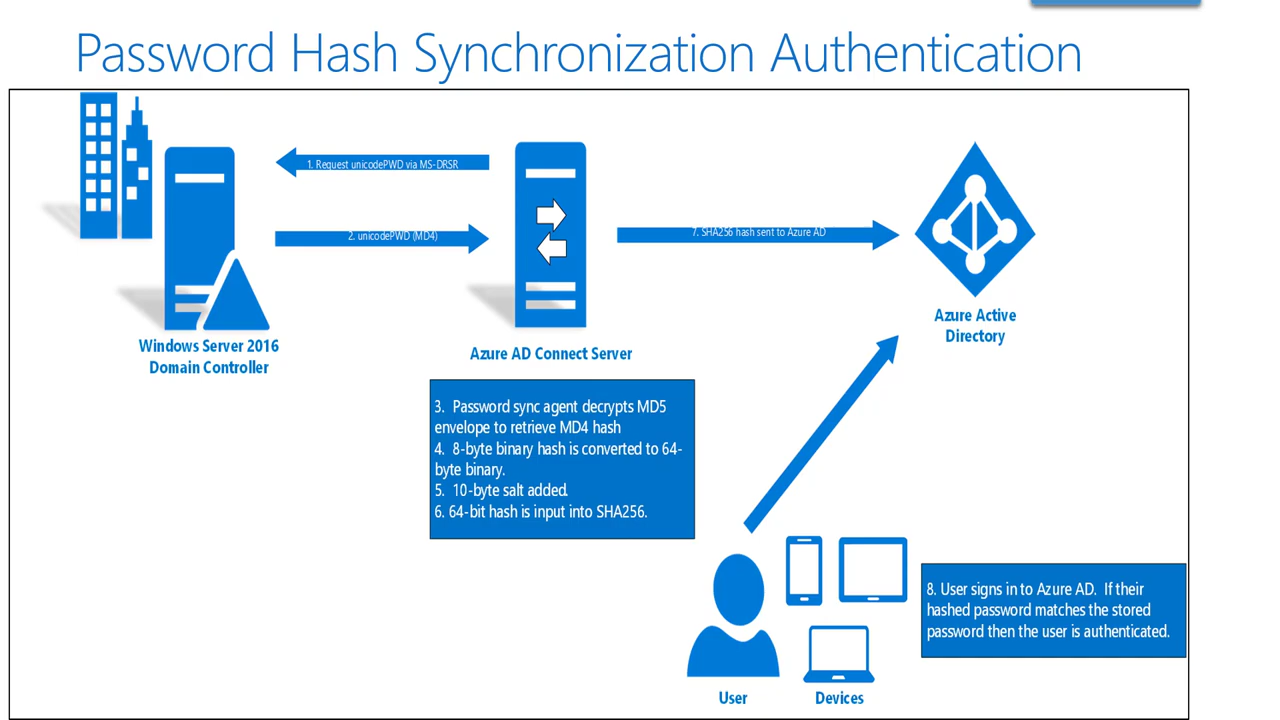 Password Hash Synchronization Authentication
1. Request unicodePWD via MS-DRSR
2. unicodePWD (MD4)
7. SHA256 hash sent to Azure AD
Windows Server 2016
Domain Controller
Azure AD Connect Server
Azure Active
Directory
3. Password sync agent decrypts MD5
envelope to retrieve MD4 hash
4. 8-byte binary hash is converted to 64-
byte binary.
5. 10-byte salt added.
6. 64-bit hash is input into SHA256.
8. User signs in to Azure AD. If their
hashed password matches the stored
password then the user is authenticated.
User
Devices